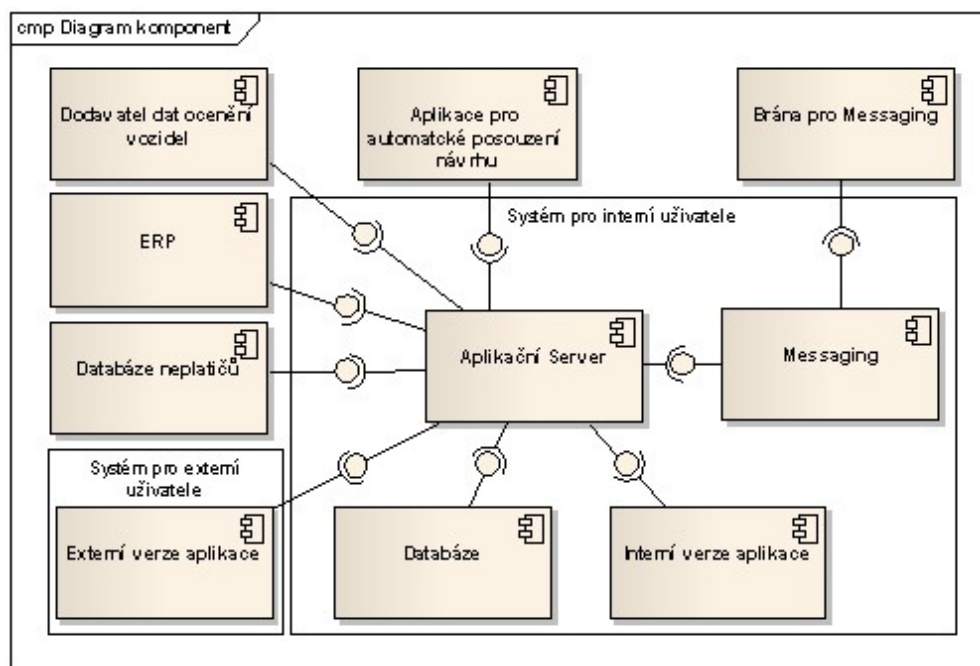 cmp Diagram komponent
Dodavatel dat ocenění
vozidel
Aplikace pro
automatcké posouzení
návrhu
Brána pro Messaging
Systém pro interní uživatele
ERP
Aplikační Server
Messaging
Databáze neplatičů
Systém pro externí
uživatele
Externí verze aplikace
Databáze
Interní verze aplikace